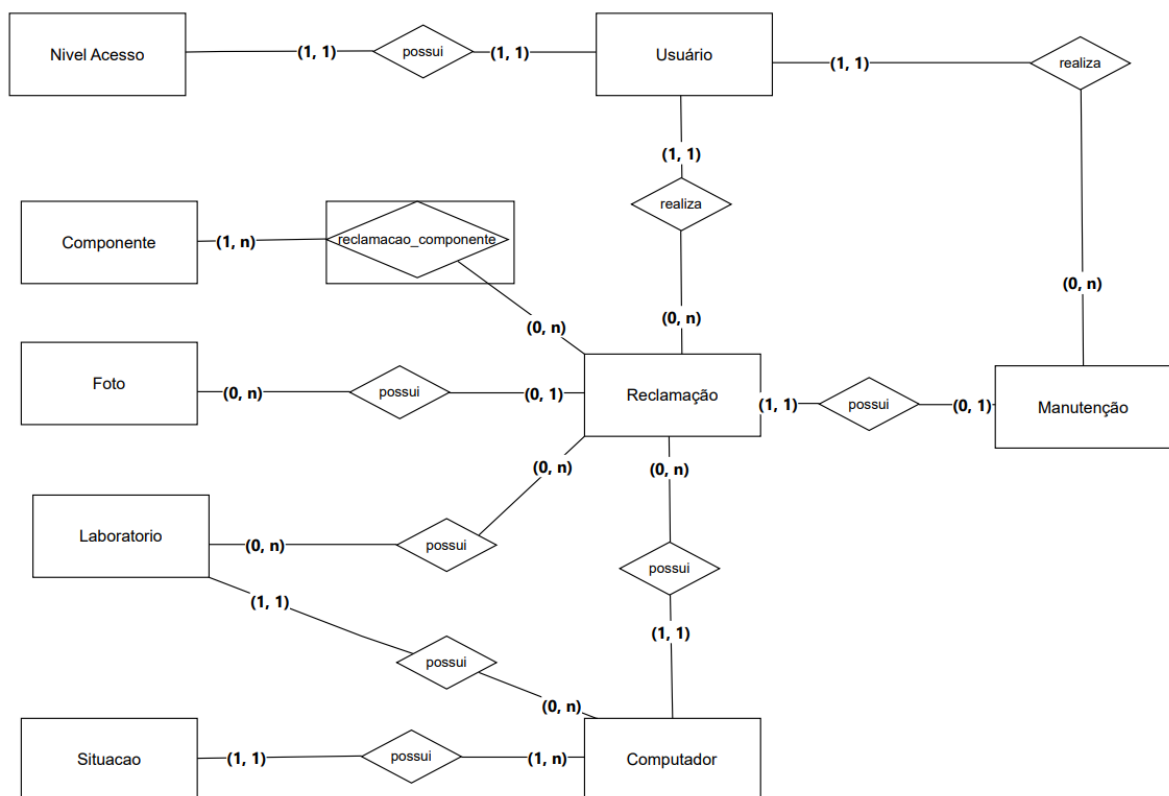 Nivel Acesso
(1, 1)
possui
(1, 1)
Usuário
(1, 1)
realiza
(1, 1)
realiza
Componente
(1, n)
reclamacao_componente
(0, n)
(0, n)
(0, n)
Foto
(0, n)
possui
(0, 1)
Reclamação
(1, 1)
possui
(0, 1)
Manutenção
(0, n)
(0, n)
Laboratorio
(0, n)
possui
possui
(1, 1)
(1, 1)
possui
(0, n)
Situacao
(1, 1)
possui
(1, n)
Computador